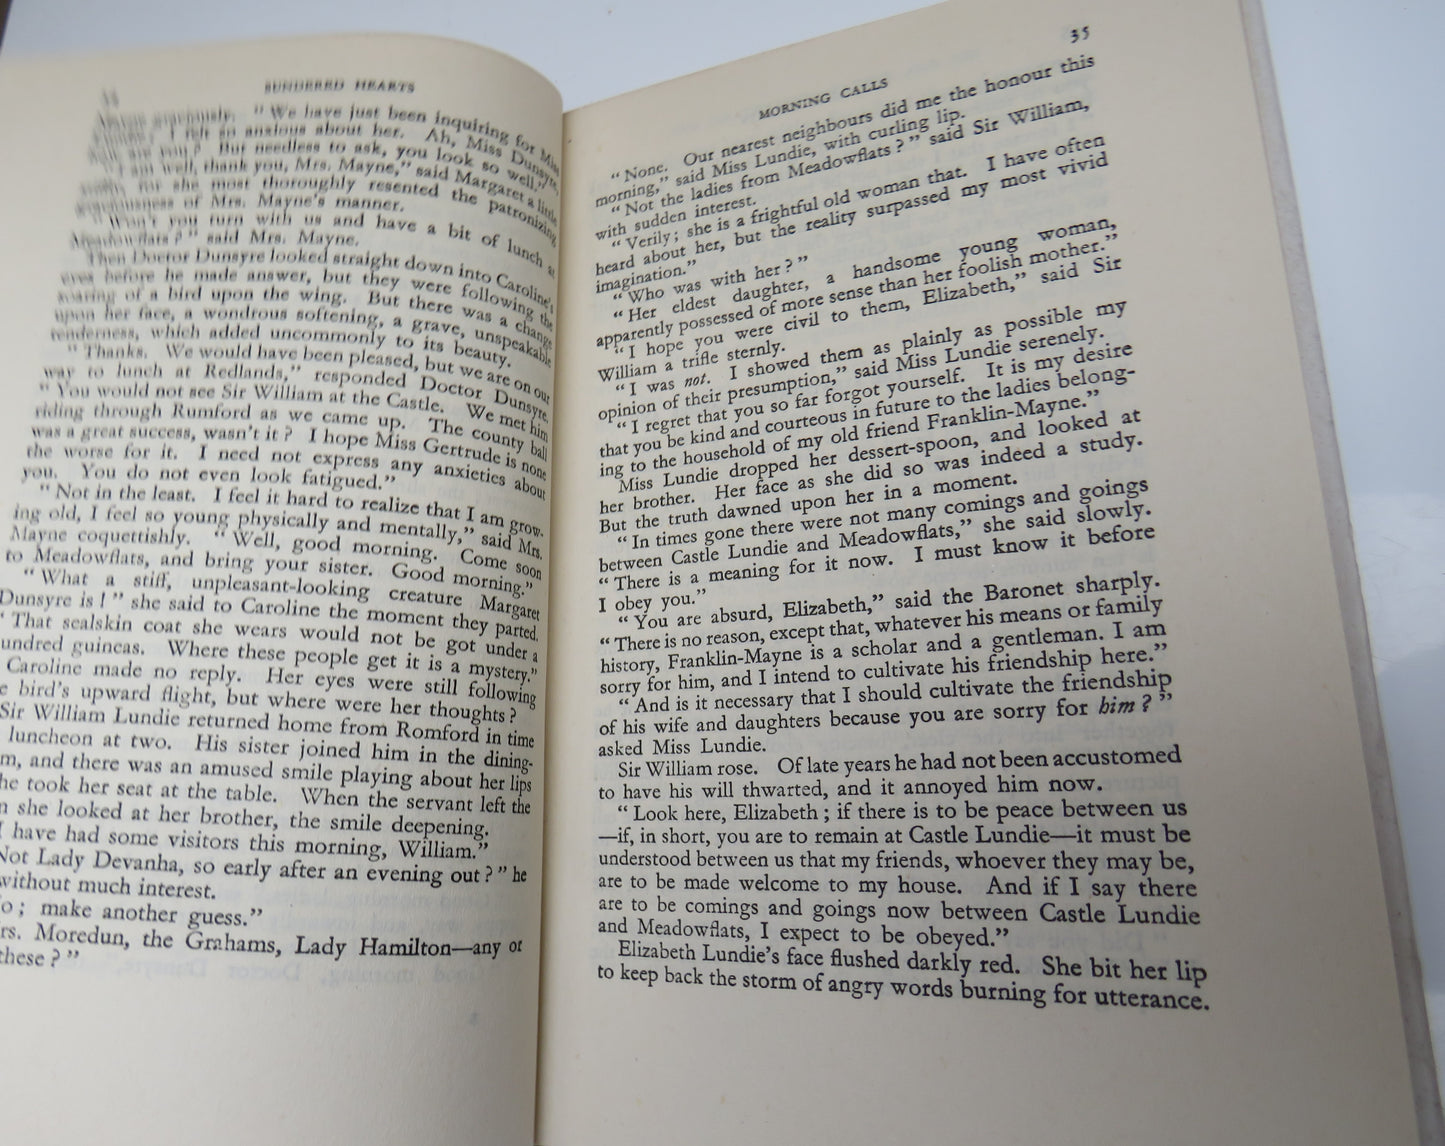 SUNDERED HEARTS
graciously. "We have just been inquiring for Miss
I felt so anxious about her. Ah, Miss Dunsyre,
how are you? But needless to ask, you look so well."
"I am well, thank you, Mrs. Mayne," said Margaret a little
for she most thoroughly resented the patronizing
of Mrs. Mayne's manner.
"Won't you turn with us and have a bit of lunch at
Meadowflats?" said Mrs. Mayne.
Then Doctor Dunsyre looked straight down into Caroline's
eyes before he made answer, but they were following the
soaring of a bird upon the wing. But there was a change
upon her face, a wondrous softening, a grave, unspeakable
tenderness, which added uncommonly to its beauty.
"Thanks. We would have been pleased, but we are on our
way to lunch at Redlands," responded Doctor Dunsyre.
"You would not see Sir William at the Castle. We met him
riding through Rumford as we came up. The county ball
was a great success, wasn't it? I hope Miss Gertrude is none
the worse for it. I need not express any anxieties about
you. You do not even look fatigued."
"Not in the least. I feel it hard to realize that I am grow-
ing old, I feel so young physically and mentally," said Mrs.
Mayne coquettishly. "Well, good morning. Come soon
to Meadowflats, and bring your sister. Good morning."
"What a stiff, unpleasant-looking creature Margaret
Dunsyre is!" she said to Caroline the moment they parted.
"That sealskin coat she wears would not be got under a
undred guineas. Where these people get it is a mystery."
Caroline made no reply. Her eyes were still following
e bird's upward flight, but where were her thoughts?
Sir William Lundie returned home from Romford in time
luncheon at two. His sister joined him in the dining-
m, and there was an amused smile playing about her lips
he took her seat at the table. When the servant left the
n she looked at her brother, the smile deepening.
I have had some visitors this morning, William."
Not Lady Devanha, so early after an evening out?" he
without much interest.
o; make another guess."
rs. Moredun, the Grahams, Lady Hamilton—any of
these?"
MORNING CALLS 35
"None. Our nearest neighbours did me the honour this
morning," said Miss Lundie, with curling lip.
"Not the ladies from Meadowflats?" said Sir William,
with sudden interest.
"Verily; she is a frightful old woman that. I have often
heard about her, but the reality surpassed my most vivid
imagination."
"Who was with her?"
"Her eldest daughter, a handsome young woman,
apparently possessed of more sense than her foolish mother."
"I hope you were civil to them, Elizabeth," said Sir
William a trifle sternly.
"I was not. I showed them as plainly as possible my
opinion of their presumption," said Miss Lundie serenely.
"I regret that you so far forgot yourself. It is my desire
that you be kind and courteous in future to the ladies belong-
ing to the household of my old friend Franklin-Mayne."
Miss Lundie dropped her dessert-spoon, and looked at
her brother. Her face as she did so was indeed a study.
But the truth dawned upon her in a moment.
"In times gone there were not many comings and goings
between Castle Lundie and Meadowflats," she said slowly.
"There is a meaning for it now. I must know it before
I obey you."
"You are absurd, Elizabeth," said the Baronet sharply.
"There is no reason, except that, whatever his means or family
history, Franklin-Mayne is a scholar and a gentleman. I am
sorry for him, and I intend to cultivate his friendship here."
"And is it necessary that I should cultivate the friendship
of his wife and daughters because you are sorry for him?"
asked Miss Lundie.
Sir William rose. Of late years he had not been accustomed
to have his will thwarted, and it annoyed him now.
"Look here, Elizabeth; if there is to be peace between us
—if, in short, you are to remain at Castle Lundie—it must be
understood between us that my friends, whoever they may be,
are to be made welcome to my house. And if I say there
are to be comings and goings now between Castle Lundie
and Meadowflats, I expect to be obeyed."
Elizabeth Lundie's face flushed darkly red. She bit her lip
to keep back the storm of angry words burning for utterance.